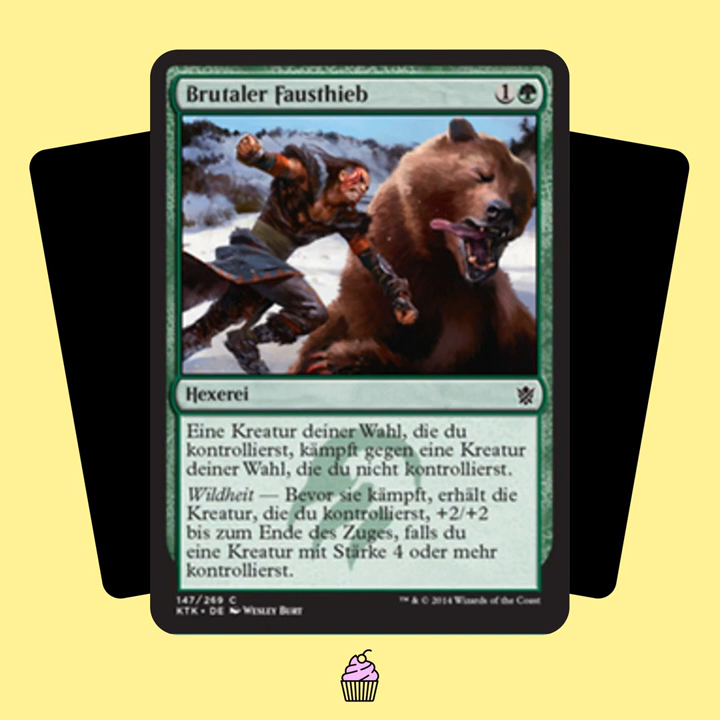 Brutaler Fausthieb 1
Hexerei
Eine Kreatur deiner Wahl, die du
kontrollierst, kämpft gegen eine Kreatur
deiner Wahl, die du nicht kontrollierst.
Wildheit — Bevor sie kämpft, erhält die
Kreatur, die du kontrollierst, +2/+2
bis zum Ende des Zuges, falls du
eine Kreatur mit Stärke 4 oder mehr
kontrollierst.
147/269 C
KTK • DE Wesley Burt
™ & © 2014 Wizards of the Coast